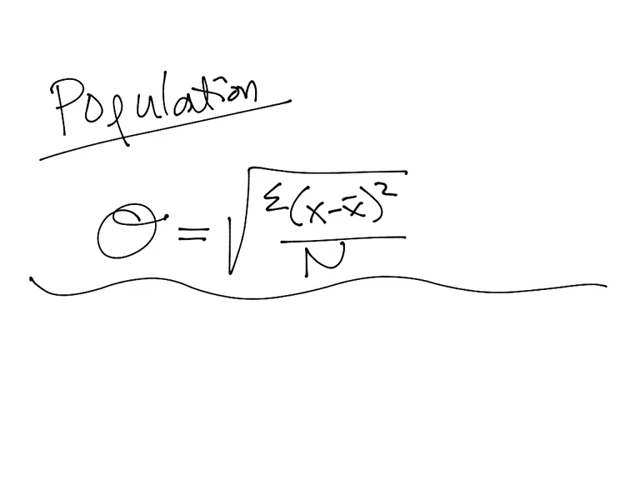 Population
σ = √(Σ(x-x̄)²/N)